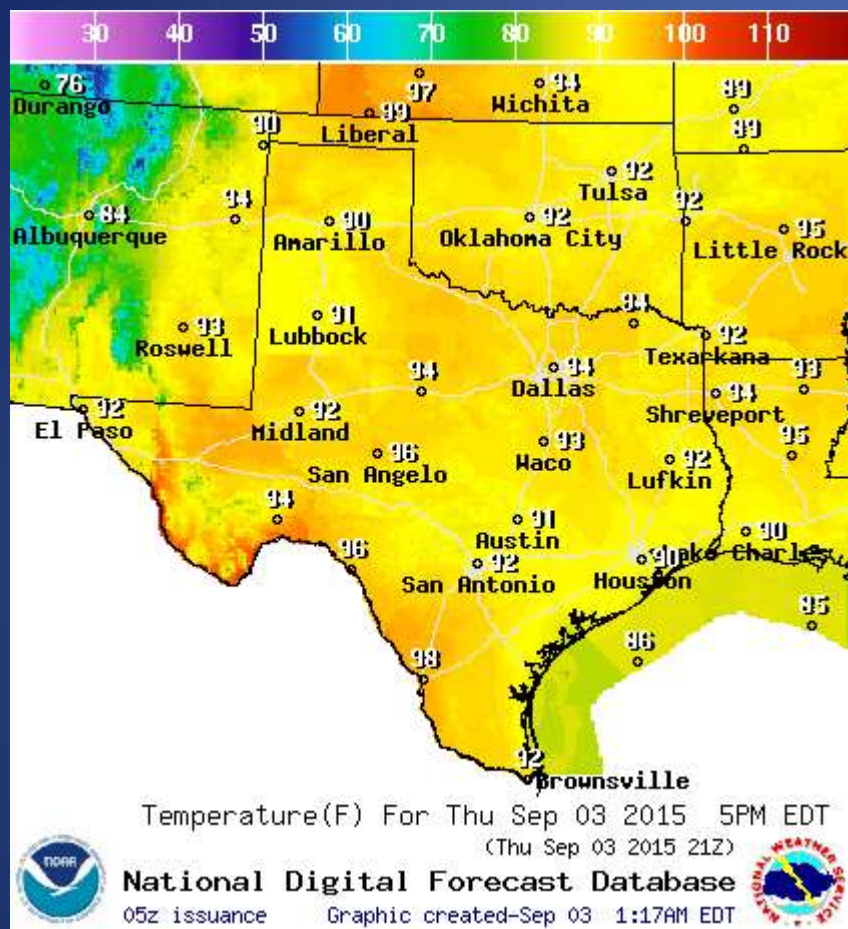 30 40 50 60 70 80 90 100 110
76
Durango
97
94
Wichita
89
99
Liberal
89
90
92
Tulsa
84
Albuquerque
94
90
Amarillo
92
Oklahoma City
92
95
Little Rock
93
Roswell
91
Lubbock
94
92
Texarkana
94
94
Dallas
94
Shreveport
93
92
El Paso
92
Midland
96
San Angelo
93
Waco
92
Lufkin
95
94
91
Austin
90
Lake Charles
96
92
San Antonio
90
Houston
85
86
98
92
Brownsville
Temperature(F) For Thu Sep 03 2015 5PM EDT
(Thu Sep 03 2015 21Z)
National Digital Forecast Database
05z issuance Graphic created-Sep 03 1:17AM EDT
NOAA
NATIONAL WEATHER SERVICE